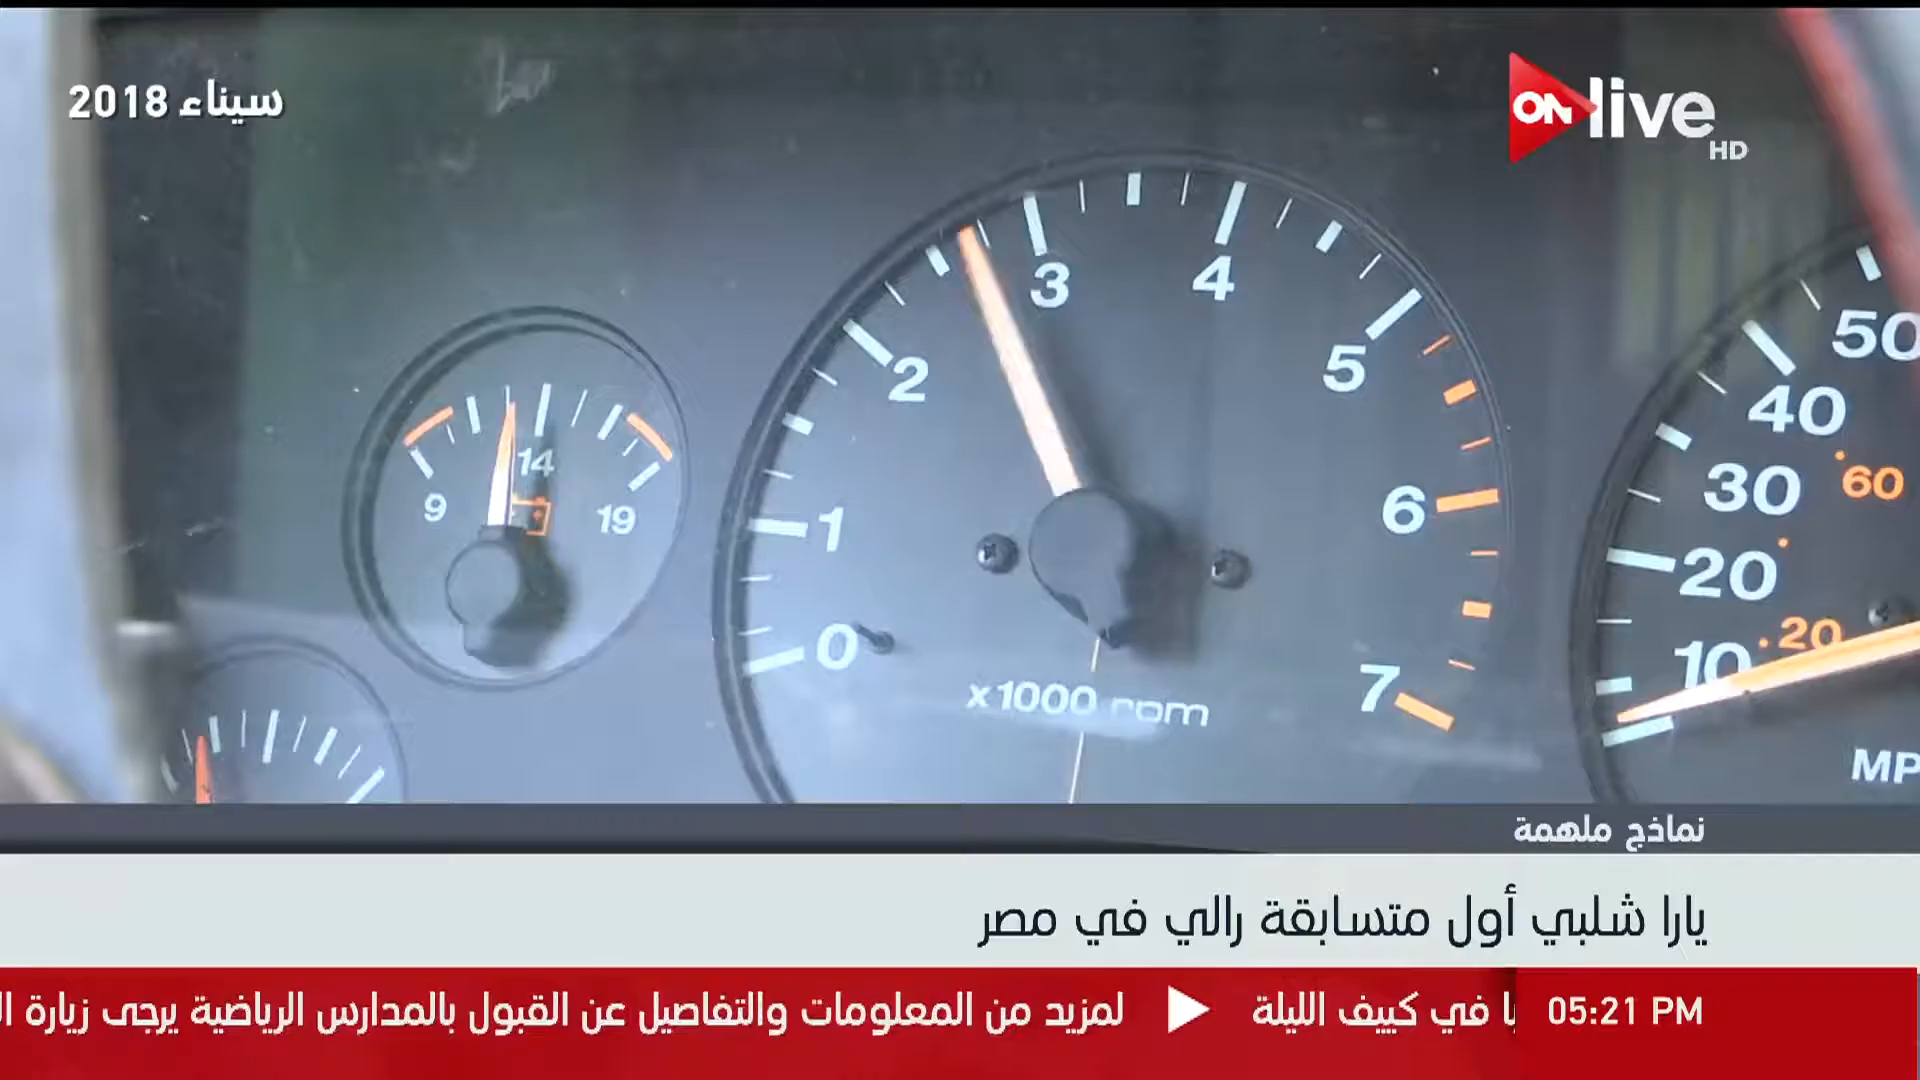 سيناء 2018
ON live HD
9
14
19
0
1
2
3
4
5
6
7
x1000 rpm
10
20
30
40
50
20
60
نماذج ملهمة
يارا شلبي أول متسابقة رالي في مصر
05:21 PM
في كييف الليلة ◀ لمزيد من المعلومات والتفاصيل عن القبول بالمدارس الرياضية يرجى زيارة